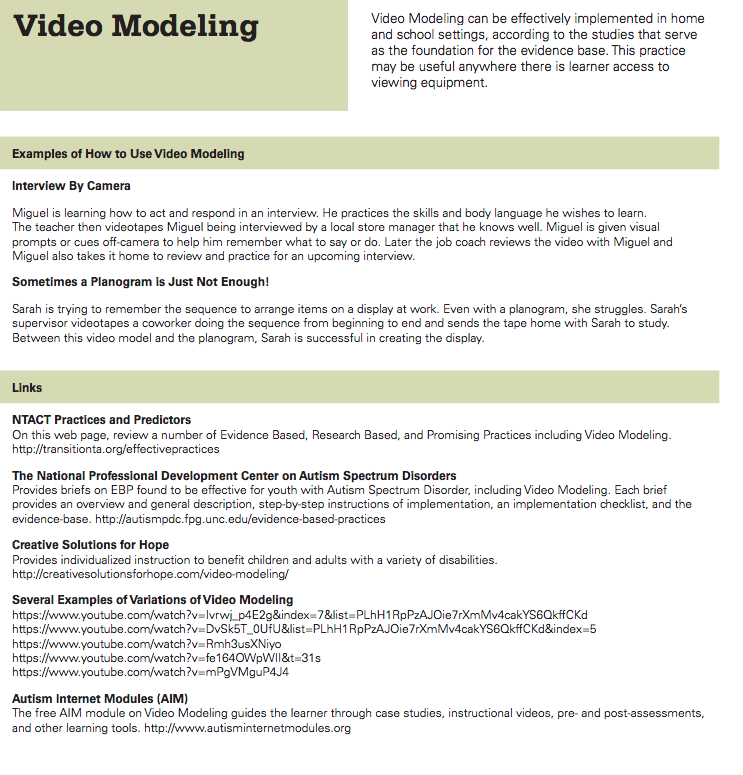 Video Modeling
Video Modeling can be effectively implemented in home
and school settings, according to the studies that serve
as the foundation for the evidence base. This practice
may be useful anywhere there is learner access to
viewing equipment.
Examples of How to Use Video Modeling
Interview By Camera
Miguel is learning how to act and respond in an interview. He practices the skills and body language he wishes to learn.
The teacher then videotapes Miguel being interviewed by a local store manager that he knows well. Miguel is given visual
prompts or cues off-camera to help him remember what to say or do. Later the job coach reviews the video with Miguel and
Miguel also takes it home to review and practice for an upcoming interview.
Sometimes a Planogram is Just Not Enough!
Sarah is trying to remember the sequence to arrange items on a display at work. Even with a planogram, she struggles. Sarah's
supervisor videotapes a coworker doing the sequence from beginning to end and sends the tape home with Sarah to study.
Between this video model and the planogram, Sarah is successful in creating the display.
Links
NTACT Practices and Predictors
On this web page, review a number of Evidence Based, Research Based, and Promising Practices including Video Modeling.
http://transitionta.org/effectivepractices
The National Professional Development Center on Autism Spectrum Disorders
Provides briefs on EBP found to be effective for youth with Autism Spectrum Disorder, including Video Modeling. Each brief
provides an overview and general description, step-by-step instructions of implementation, an implementation checklist, and the
evidence-base. http://autismpdc.fpg.unc.edu/evidence-based-practices
Creative Solutions for Hope
Provides individualized instruction to benefit children and adults with a variety of disabilities.
http://creativesolutionsforhope.com/video-modeling/
Several Examples of Variations of Video Modeling
https://www.youtube.com/watch?v=lvrwj_p4E2g&index=7&list=PLhH1RpPzAJOie7rXmMv4cakYS6QkffCKd
https://www.youtube.com/watch?v=DvSk5T_0UfU&list=PLhH1RpPzAJOie7rXmMv4cakYS6QkffCKd&index=5
https://www.youtube.com/watch?v=Rmh3usXNiyo
https://www.youtube.com/watch?v=fe164OWpWlI&t=31s
https://www.youtube.com/watch?v=mPgVMguP4J4
Autism Internet Modules (AIM)
The free AIM module on Video Modeling guides the learner through case studies, instructional videos, pre- and post-assessments,
and other learning tools. http://www.autisminternetmodules.org